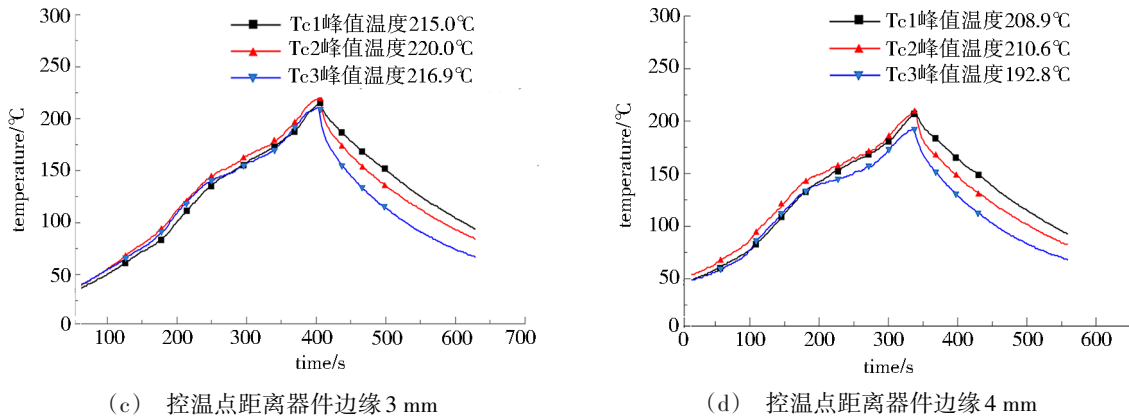 300
250
200
150
100
50
0
temperature/℃
Tc1峰值温度215.0℃
Tc2峰值温度220.0℃
Tc3峰值温度216.9℃
100 200 300 400 500 600 700
time/s
(c) 控温点距离器件边缘3 mm
300
250
200
150
100
50
0
temperature/℃
Tc1峰值温度208.9℃
Tc2峰值温度210.6℃
Tc3峰值温度192.8℃
0 100 200 300 400 500 600
time/s
(d) 控温点距离器件边缘4 mm